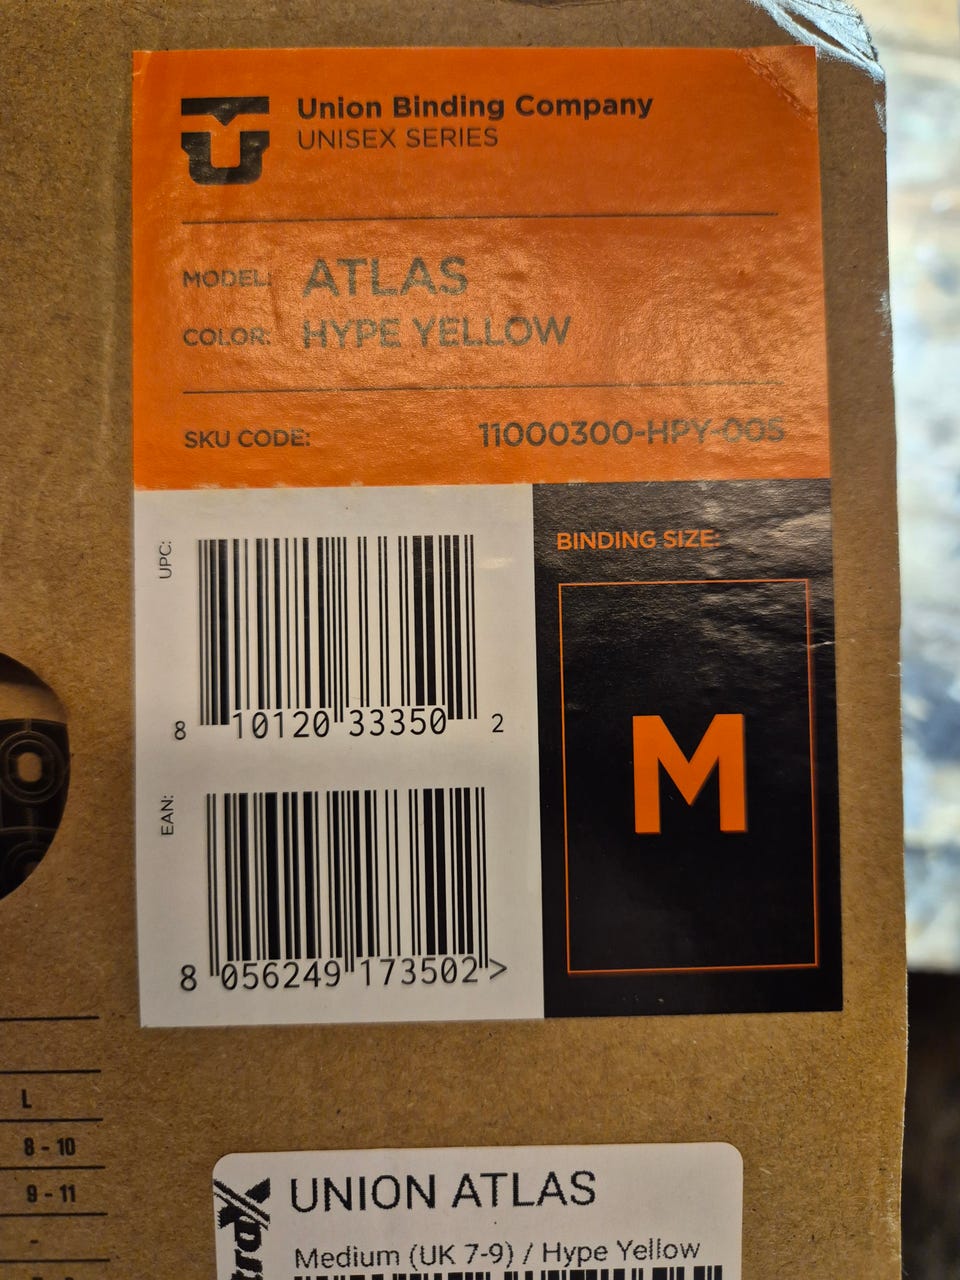 Union Binding Company
UNISEX SERIES
MODEL: ATLAS
COLOR: HYPE YELLOW
SKU CODE: 11000300-HPY-005
UPC:
8 10120 33350 2
BINDING SIZE:
M
EAN:
8 056249 173502 >
L
8 - 10
9 - 11
-
UNION ATLAS
Medium (UK 7-9) / Hype Yellow